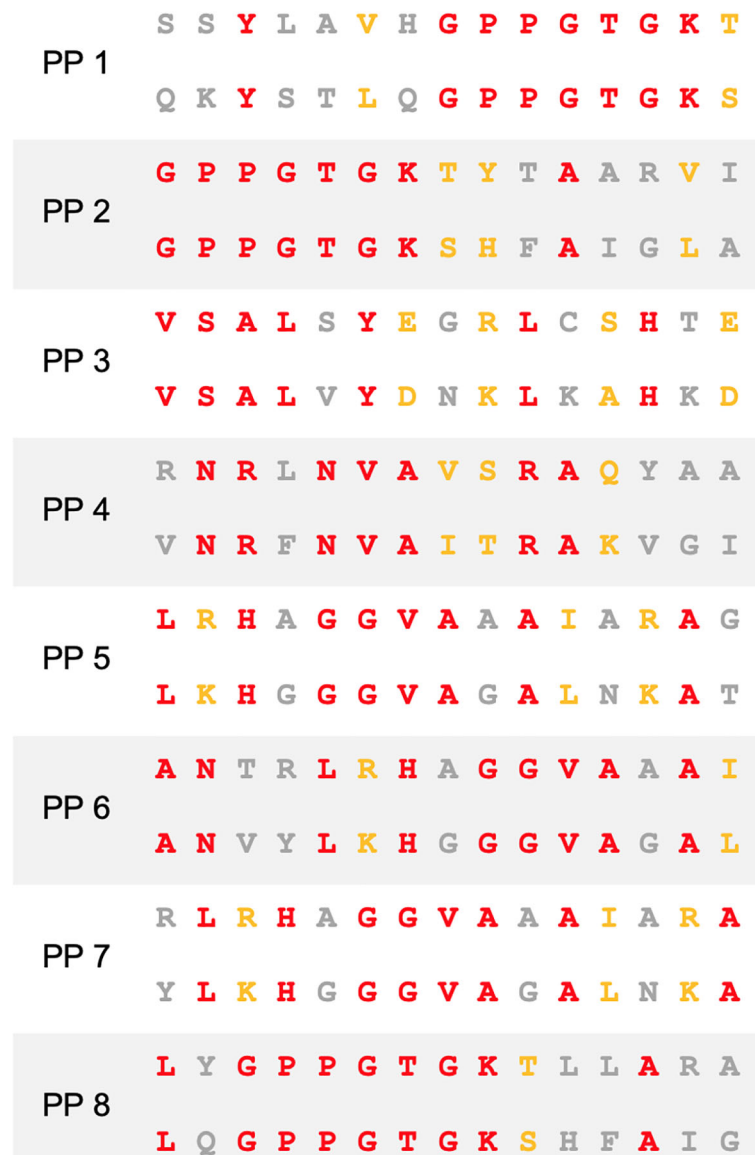 S S Y L A V H G P P G T G K T
PP 1
Q K Y S T L Q G P P G T G K S
G P P G T G K T Y T A A R V I
PP 2
G P P G T G K S H F A I G L A
V S A L S Y E G R L C S H T E
PP 3
V S A L V Y D N K L K A H K D
R N R L N V A V S R A Q Y A A
PP 4
V N R F N V A I T R A K V G I
L R H A G G V A A A I A R A G
PP 5
L K H G G G V A G A L N K A T
A N T R L R H A G G V A A A I
PP 6
A N V Y L K H G G G V A G A L
R L R H A G G V A A A I A R A
PP 7
Y L K H G G G V A G A L N K A
L Y G P P G T G K T L L A R A
PP 8
L Q G P P G T G K S H F A I G